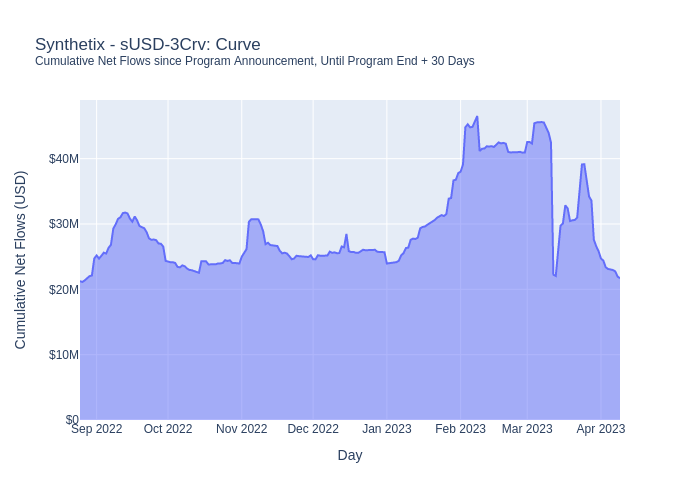 Synthetix - sUSD-3Crv: Curve
Cumulative Net Flows since Program Announcement, Until Program End + 30 Days
Cumulative Net Flows (USD)
$40M
$30M
$20M
$10M
$0
Sep 2022 Oct 2022 Nov 2022 Dec 2022 Jan 2023 Feb 2023 Mar 2023 Apr 2023
Day